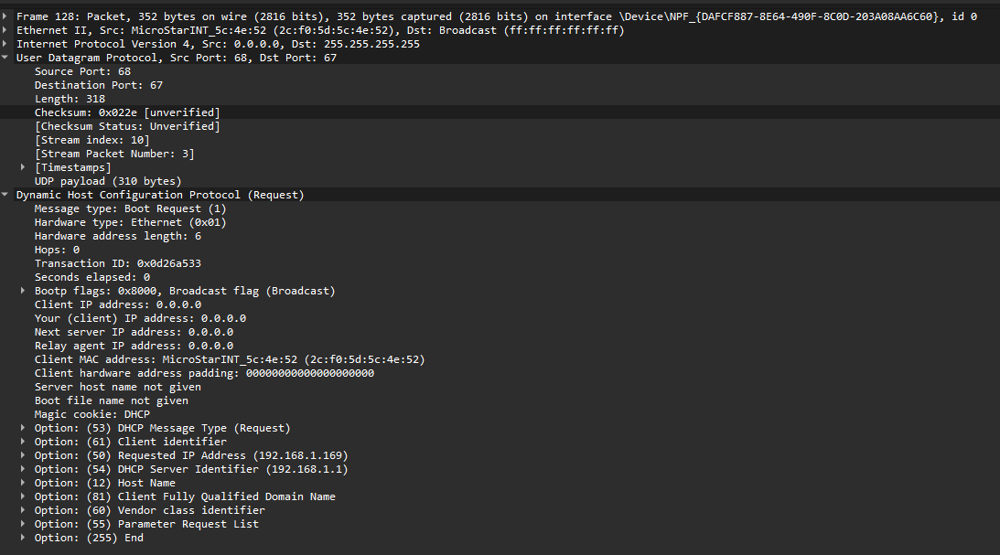 Frame 128: Packet, 352 bytes on wire (2816 bits), 352 bytes captured (2816 bits) on interface \Device\NPF_{DAFCF887-8E64-490F-8C0D-203A08AA6C60}, id 0
Ethernet II, Src: MicroStarINT_5c:4e:52 (2c:f0:5d:5c:4e:52), Dst: Broadcast (ff:ff:ff:ff:ff:ff)
Internet Protocol Version 4, Src: 0.0.0.0, Dst: 255.255.255.255
User Datagram Protocol, Src Port: 68, Dst Port: 67
Source Port: 68
Destination Port: 67
Length: 318
Checksum: 0x022e [unverified]
[Checksum Status: Unverified]
[Stream index: 10]
[Stream Packet Number: 3]
[Timestamps]
UDP payload (310 bytes)
Dynamic Host Configuration Protocol (Request)
Message type: Boot Request (1)
Hardware type: Ethernet (0x01)
Hardware address length: 6
Hops: 0
Transaction ID: 0x0d26a533
Seconds elapsed: 0
Bootp flags: 0x8000, Broadcast flag (Broadcast)
Client IP address: 0.0.0.0
Your (client) IP address: 0.0.0.0
Next server IP address: 0.0.0.0
Relay agent IP address: 0.0.0.0
Client MAC address: MicroStarINT_5c:4e:52 (2c:f0:5d:5c:4e:52)
Client hardware address padding: 00000000000000000000
Server host name not given
Boot file name not given
Magic cookie: DHCP
Option: (53) DHCP Message Type (Request)
Option: (61) Client identifier
Option: (50) Requested IP Address (192.168.1.169)
Option: (54) DHCP Server Identifier (192.168.1.1)
Option: (12) Host Name
Option: (81) Client Fully Qualified Domain Name
Option: (60) Vendor class identifier
Option: (55) Parameter Request List
Option: (255) End